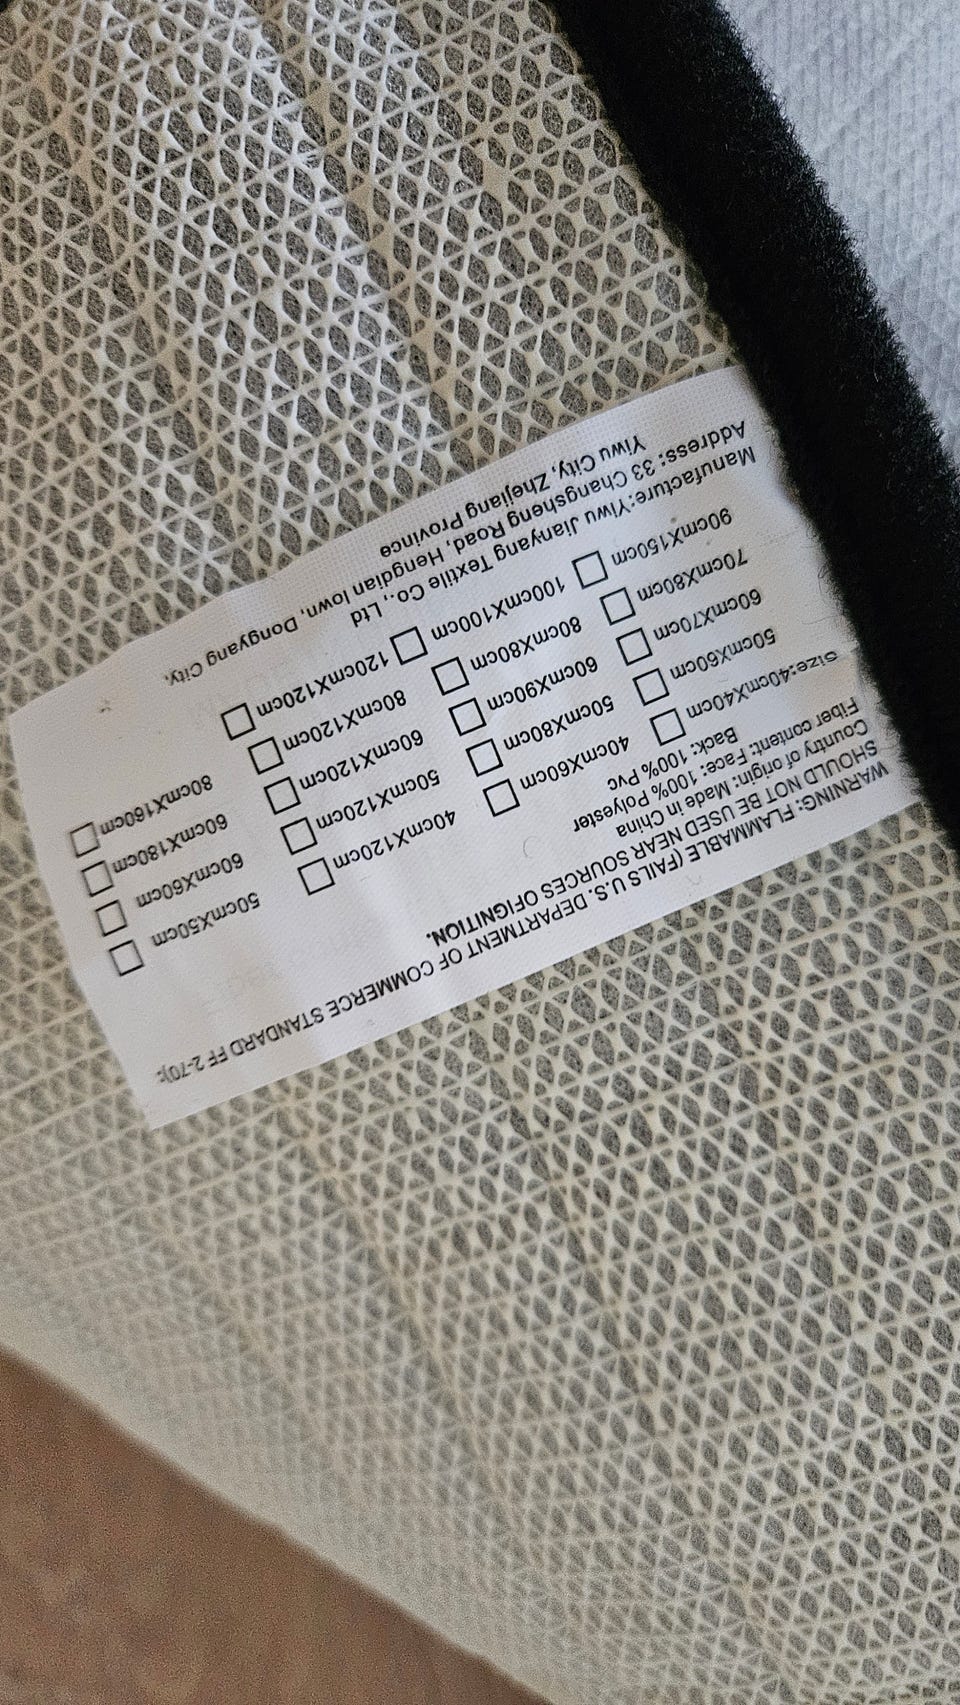 WARNING: FLAMMABLE (FAILS U.S. DEPARTMENT OF COMMERCE STANDARD FF 2-70):
SHOULD NOT BE USED NEAR SOURCES OFIGNITION.
Country of origin: Made in China
Fiber content: Face: 100% Polyester
Back: 100% Pvc
Size:40cmX40cm □ 40cmX60cm □ 40cmX120cm □ 50cmX50cm □
50cmX60cm □ 50cmX80cm □ 50cmX120cm □ 60cmX60cm □
60cmX70cm □ 60cmX90cm □ 60cmX120cm □ 60cmX180cm □
70cmX80cm □ 80cmX80cm □ 80cmX120cm □ 80cmX160cm □
90cmX150cm □ 100cmX100cm □ 120cmX120cm □
Manufacture:Yiwu Jianyang Textile Co., Ltd
Address: 33 Changsheng Road, Hengdian Iown, Dongyang City,
Yiwu City, Zhejiang Province